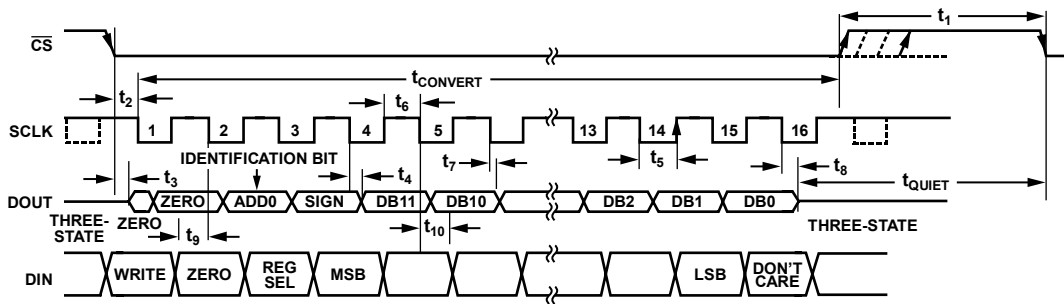 t1
CS
tCONVERT
t2
t6
SCLK
1 2 3 4 5 13 14 15 16
IDENTIFICATION BIT
t7
t5
t8
t3
t4
tQUIET
DOUT
ZERO ADD0 SIGN DB11 DB10 DB2 DB1 DB0
THREE-STATE
ZERO
THREE-STATE
t9
t10
DIN
WRITE ZERO REG SEL MSB LSB DON'T CARE